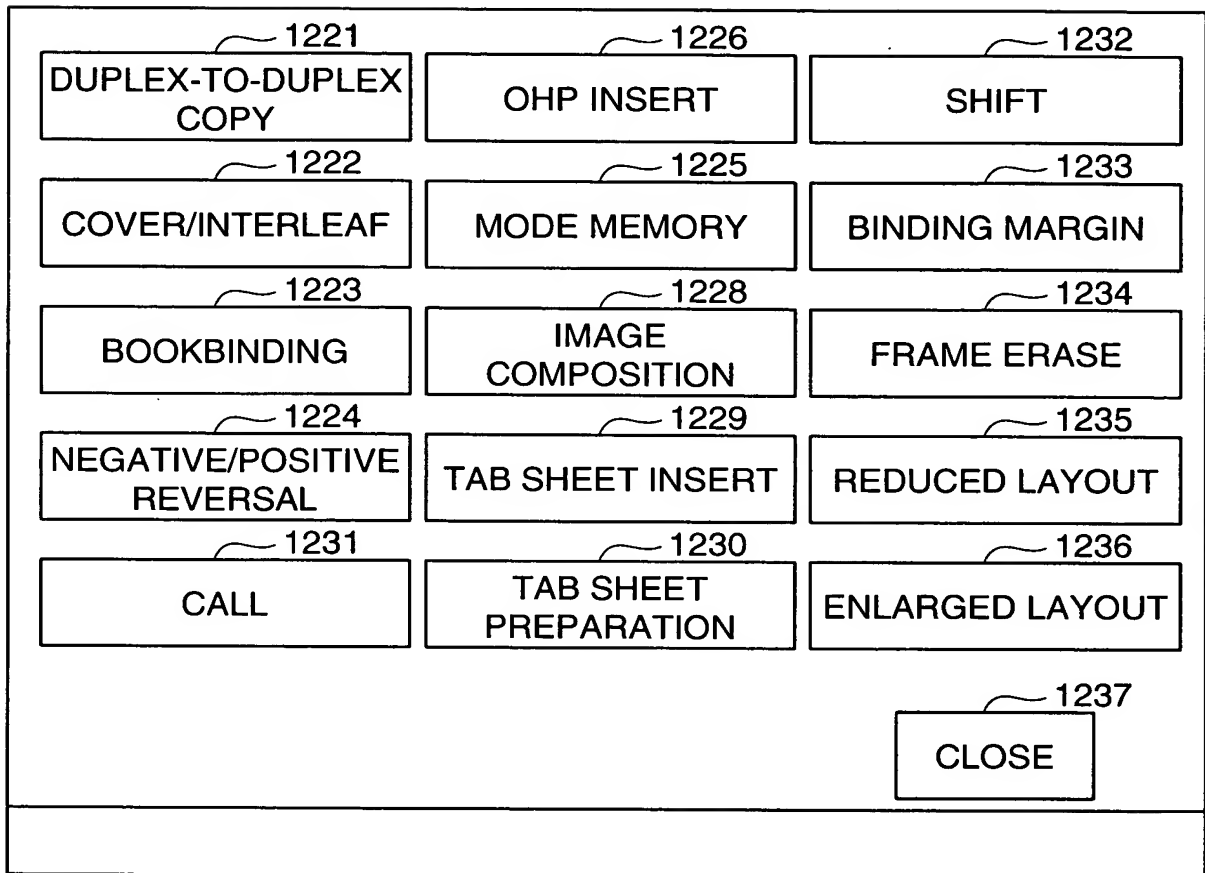 1221
DUPLEX-TO-DUPLEX
COPY
1226
OHP INSERT
1232
SHIFT
1222
COVER/INTERLEAF
1225
MODE MEMORY
1233
BINDING MARGIN
1223
BOOKBINDING
1228
IMAGE
COMPOSITION
1234
FRAME ERASE
1224
NEGATIVE/POSITIVE
REVERSAL
1229
TAB SHEET INSERT
1235
REDUCED LAYOUT
1231
CALL
1230
TAB SHEET
PREPARATION
1236
ENLARGED LAYOUT
1237
CLOSE